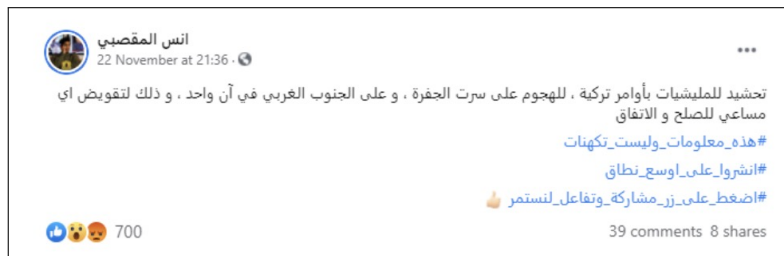 انس المقصبي
22 November at 21:36 ·
تحشيد للمليشيات بأوامر تركية ، للهجوم على سرت الجفرة ، و على الجنوب الغربي في آن واحد ، و ذلك لتقويض اي
مساعي للصلح و الاتفاق
#هذه_معلومات_وليست_تكهنات
#انشروا_على_اوسع_نطاق
#اضغط_على_زر_مشاركة_وتفاعل_لنستمر 👍🏻
700
39 comments 8 shares